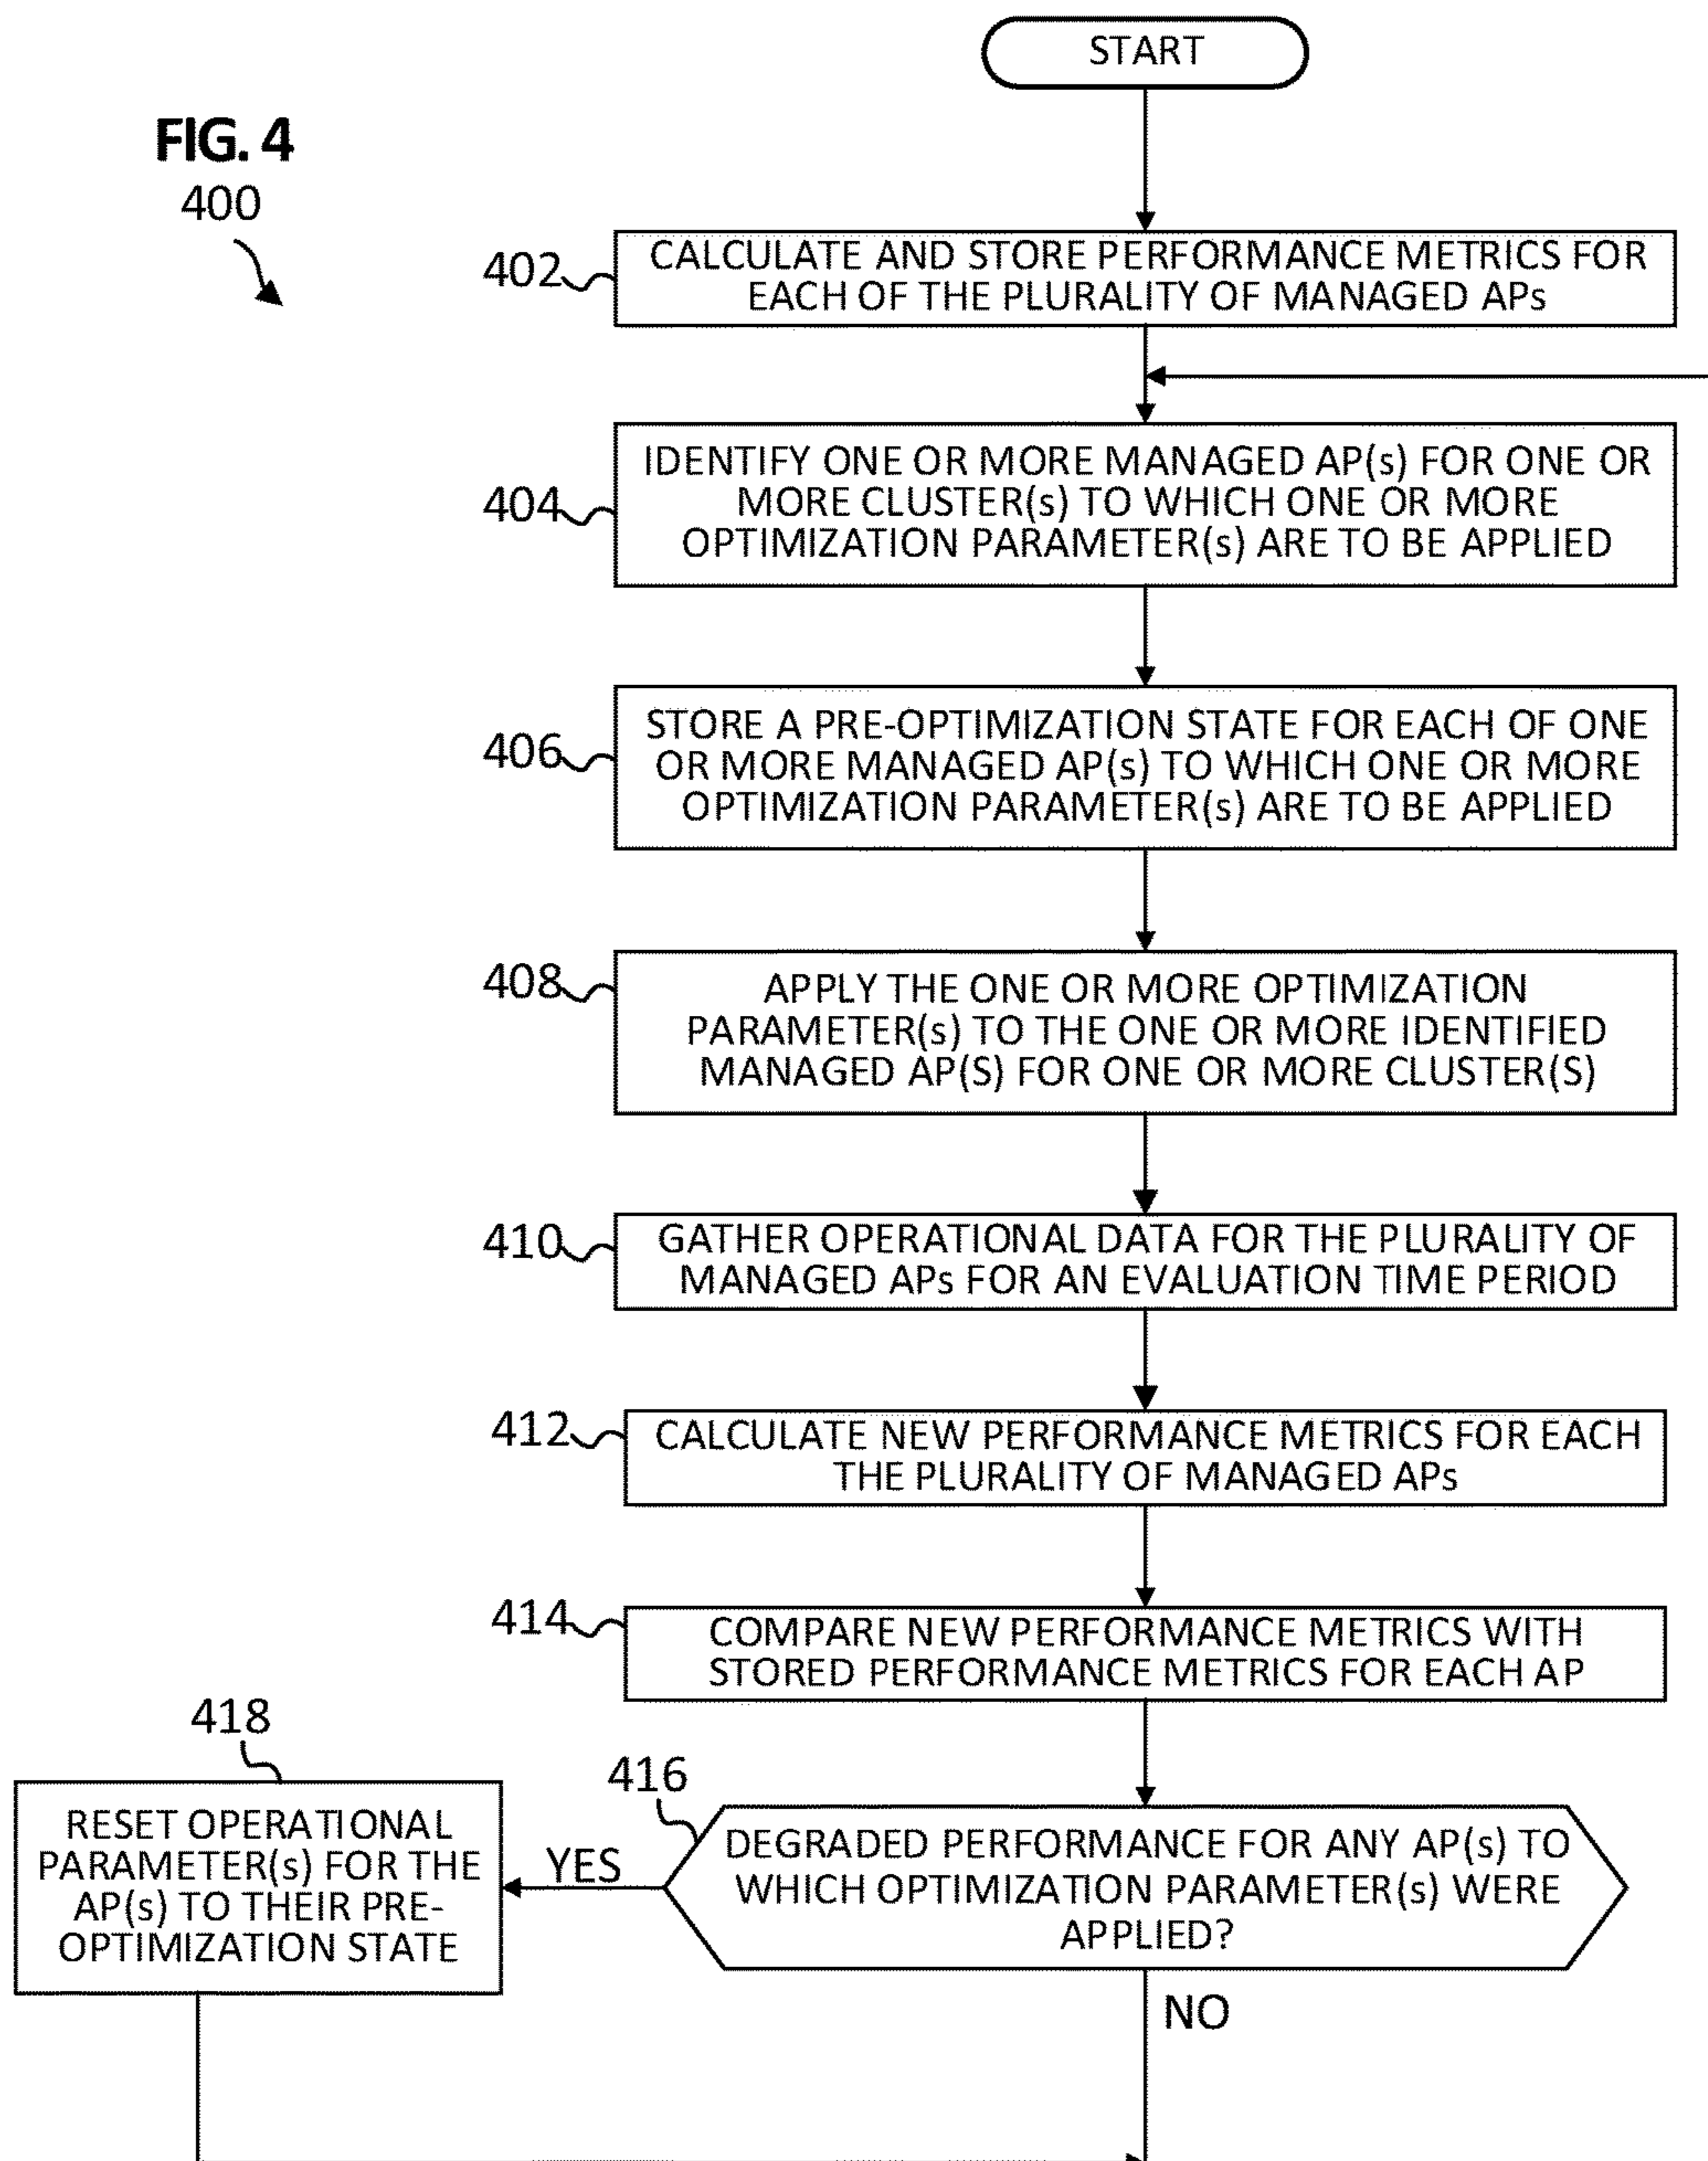 START
FIG. 4
400
402
CALCULATE AND STORE PERFORMANCE METRICS FOR
EACH OF THE PLURALITY OF MANAGED APs
404
IDENTIFY ONE OR MORE MANAGED AP(s) FOR ONE OR
MORE CLUSTER(s) TO WHICH ONE OR MORE
OPTIMIZATION PARAMETER(s) ARE TO BE APPLIED
406
STORE A PRE-OPTIMIZATION STATE FOR EACH OF ONE
OR MORE MANAGED AP(s) TO WHICH ONE OR MORE
OPTIMIZATION PARAMETER(s) ARE TO BE APPLIED
408
APPLY THE ONE OR MORE OPTIMIZATION
PARAMETER(s) TO THE ONE OR MORE IDENTIFIED
MANAGED AP(S) FOR ONE OR MORE CLUSTER(S)
410
GATHER OPERATIONAL DATA FOR THE PLURALITY OF
MANAGED APs FOR AN EVALUATION TIME PERIOD
412
CALCULATE NEW PERFORMANCE METRICS FOR EACH
THE PLURALITY OF MANAGED APs
414
COMPARE NEW PERFORMANCE METRICS WITH
STORED PERFORMANCE METRICS FOR EACH AP
416
DEGRADED PERFORMANCE FOR ANY AP(s) TO
WHICH OPTIMIZATION PARAMETER(s) WERE
APPLIED?
YES
418
RESET OPERATIONAL
PARAMETER(s) FOR THE
AP(s) TO THEIR PRE-
OPTIMIZATION STATE
NO